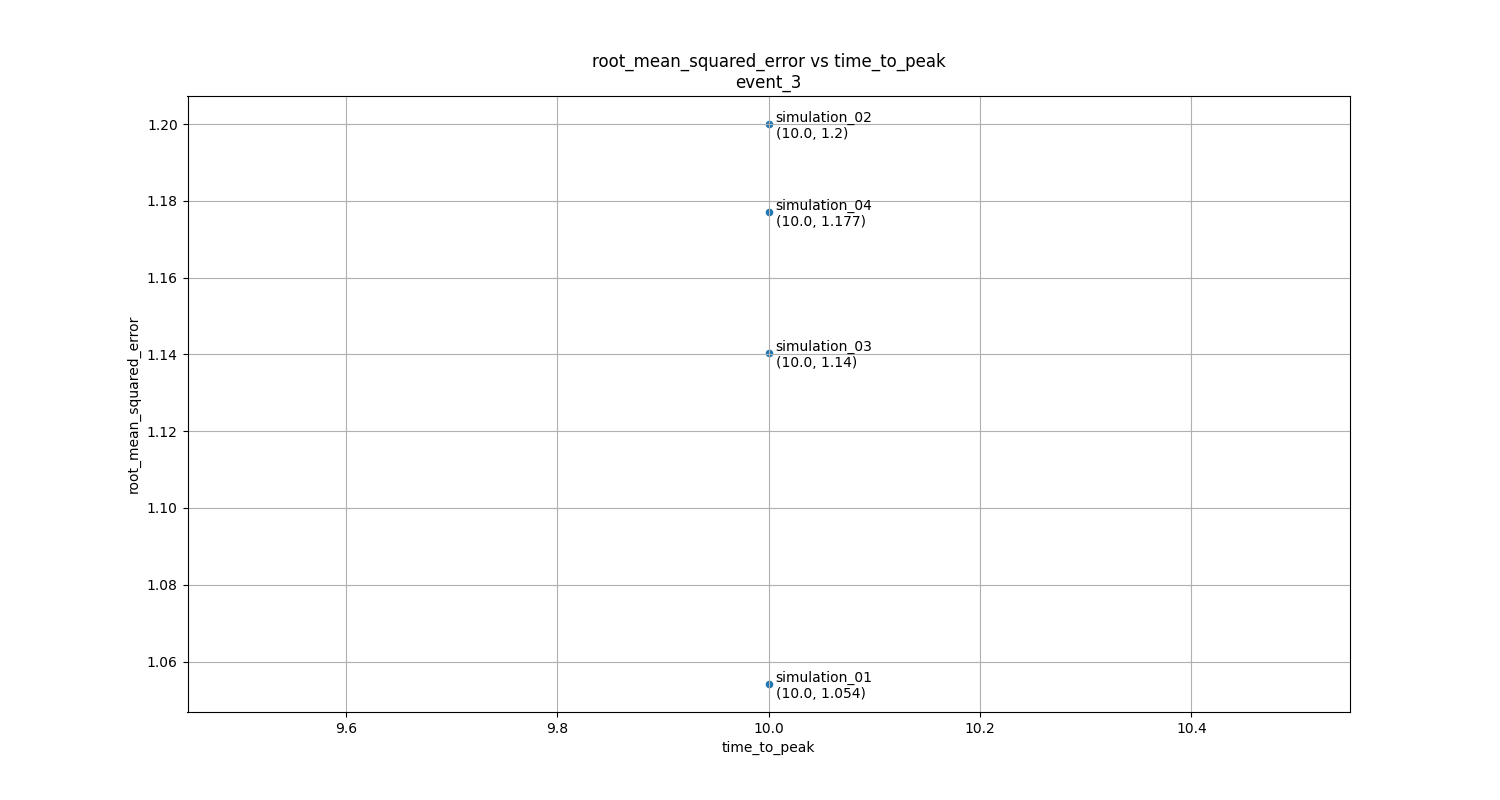 root_mean_squared_error vs time_to_peak
event_3
root_mean_squared_error
1.20
1.18
1.16
1.14
1.12
1.10
1.08
1.06
simulation_02
(10.0, 1.2)
simulation_04
(10.0, 1.177)
simulation_03
(10.0, 1.14)
simulation_01
(10.0, 1.054)
9.6
9.8
10.0
10.2
10.4
time_to_peak